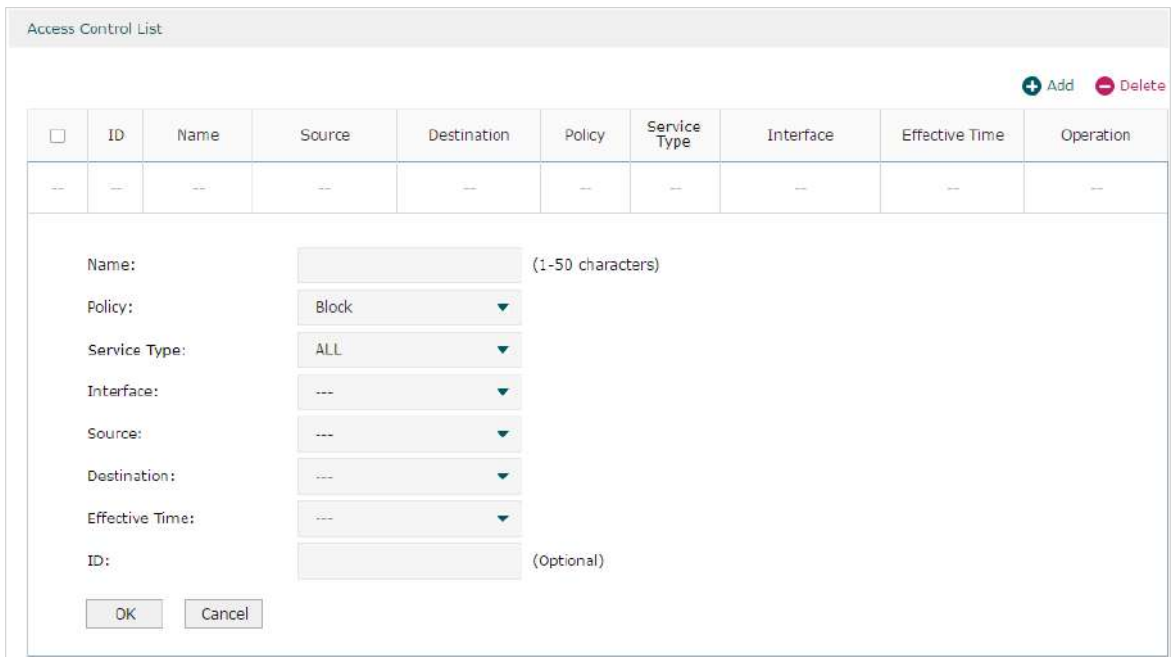 Access Control List
Add Delete
ID Name Source Destination Policy Service Type Interface Effective Time Operation
-- -- -- -- -- -- -- -- -- --
Name: (1-50 characters)
Policy: Block
Service Type: ALL
Interface: ---
Source: ---
Destination: ---
Effective Time: ---
ID: (Optional)
OK Cancel